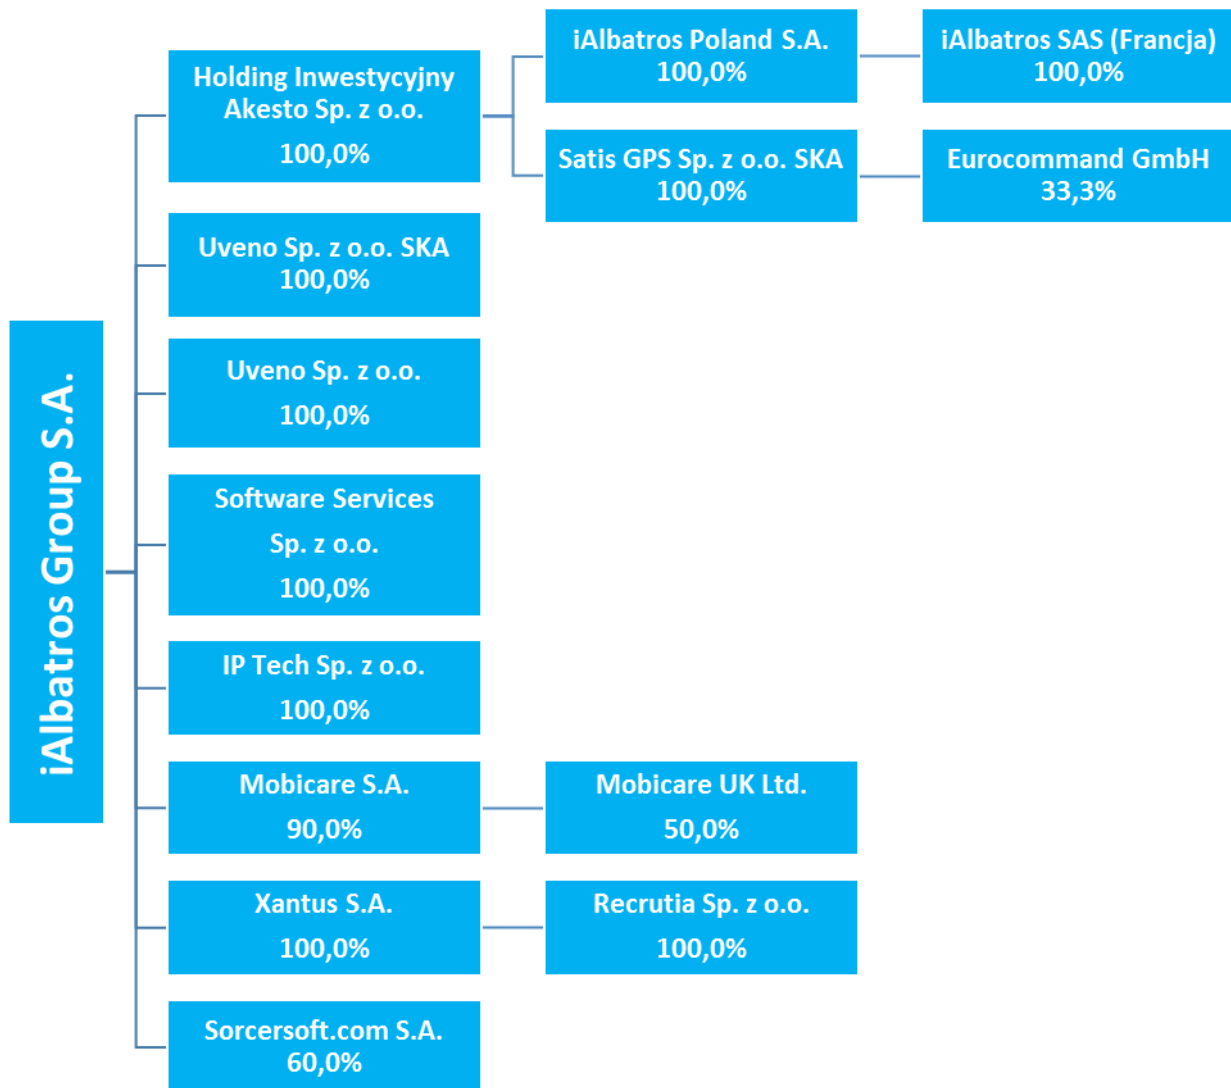 iAlbatros Group S.A.
Holding Inwestycyjny
Akesto Sp. z o.o.
100,0%
iAlbatros Poland S.A.
100,0%
iAlbatros SAS (Francja)
100,0%
Satis GPS Sp. z o.o. SKA
100,0%
Eurocommand GmbH
33,3%
Uveno Sp. z o.o. SKA
100,0%
Uveno Sp. z o.o.
100,0%
Software Services
Sp. z o.o.
100,0%
IP Tech Sp. z o.o.
100,0%
Mobicare S.A.
90,0%
Mobicare UK Ltd.
50,0%
Xantus S.A.
100,0%
Recrutia Sp. z o.o.
100,0%
Sorcersoft.com S.A.
60,0%